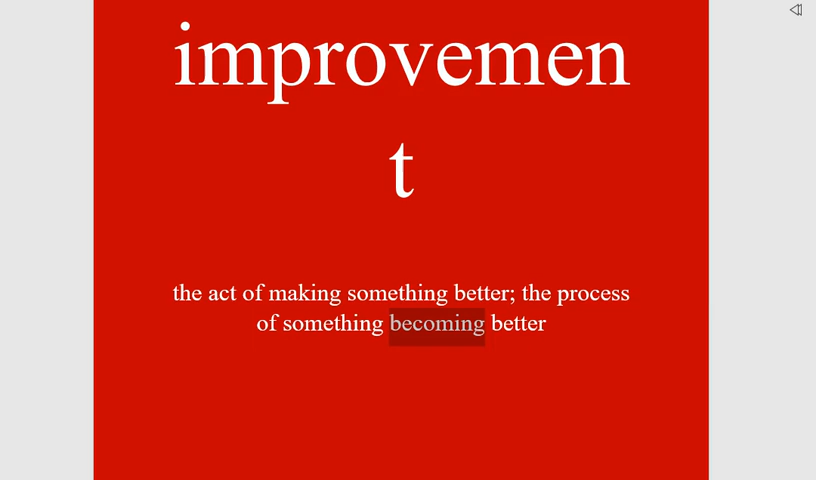 improvemen
t
the act of making something better; the process
of something becoming better